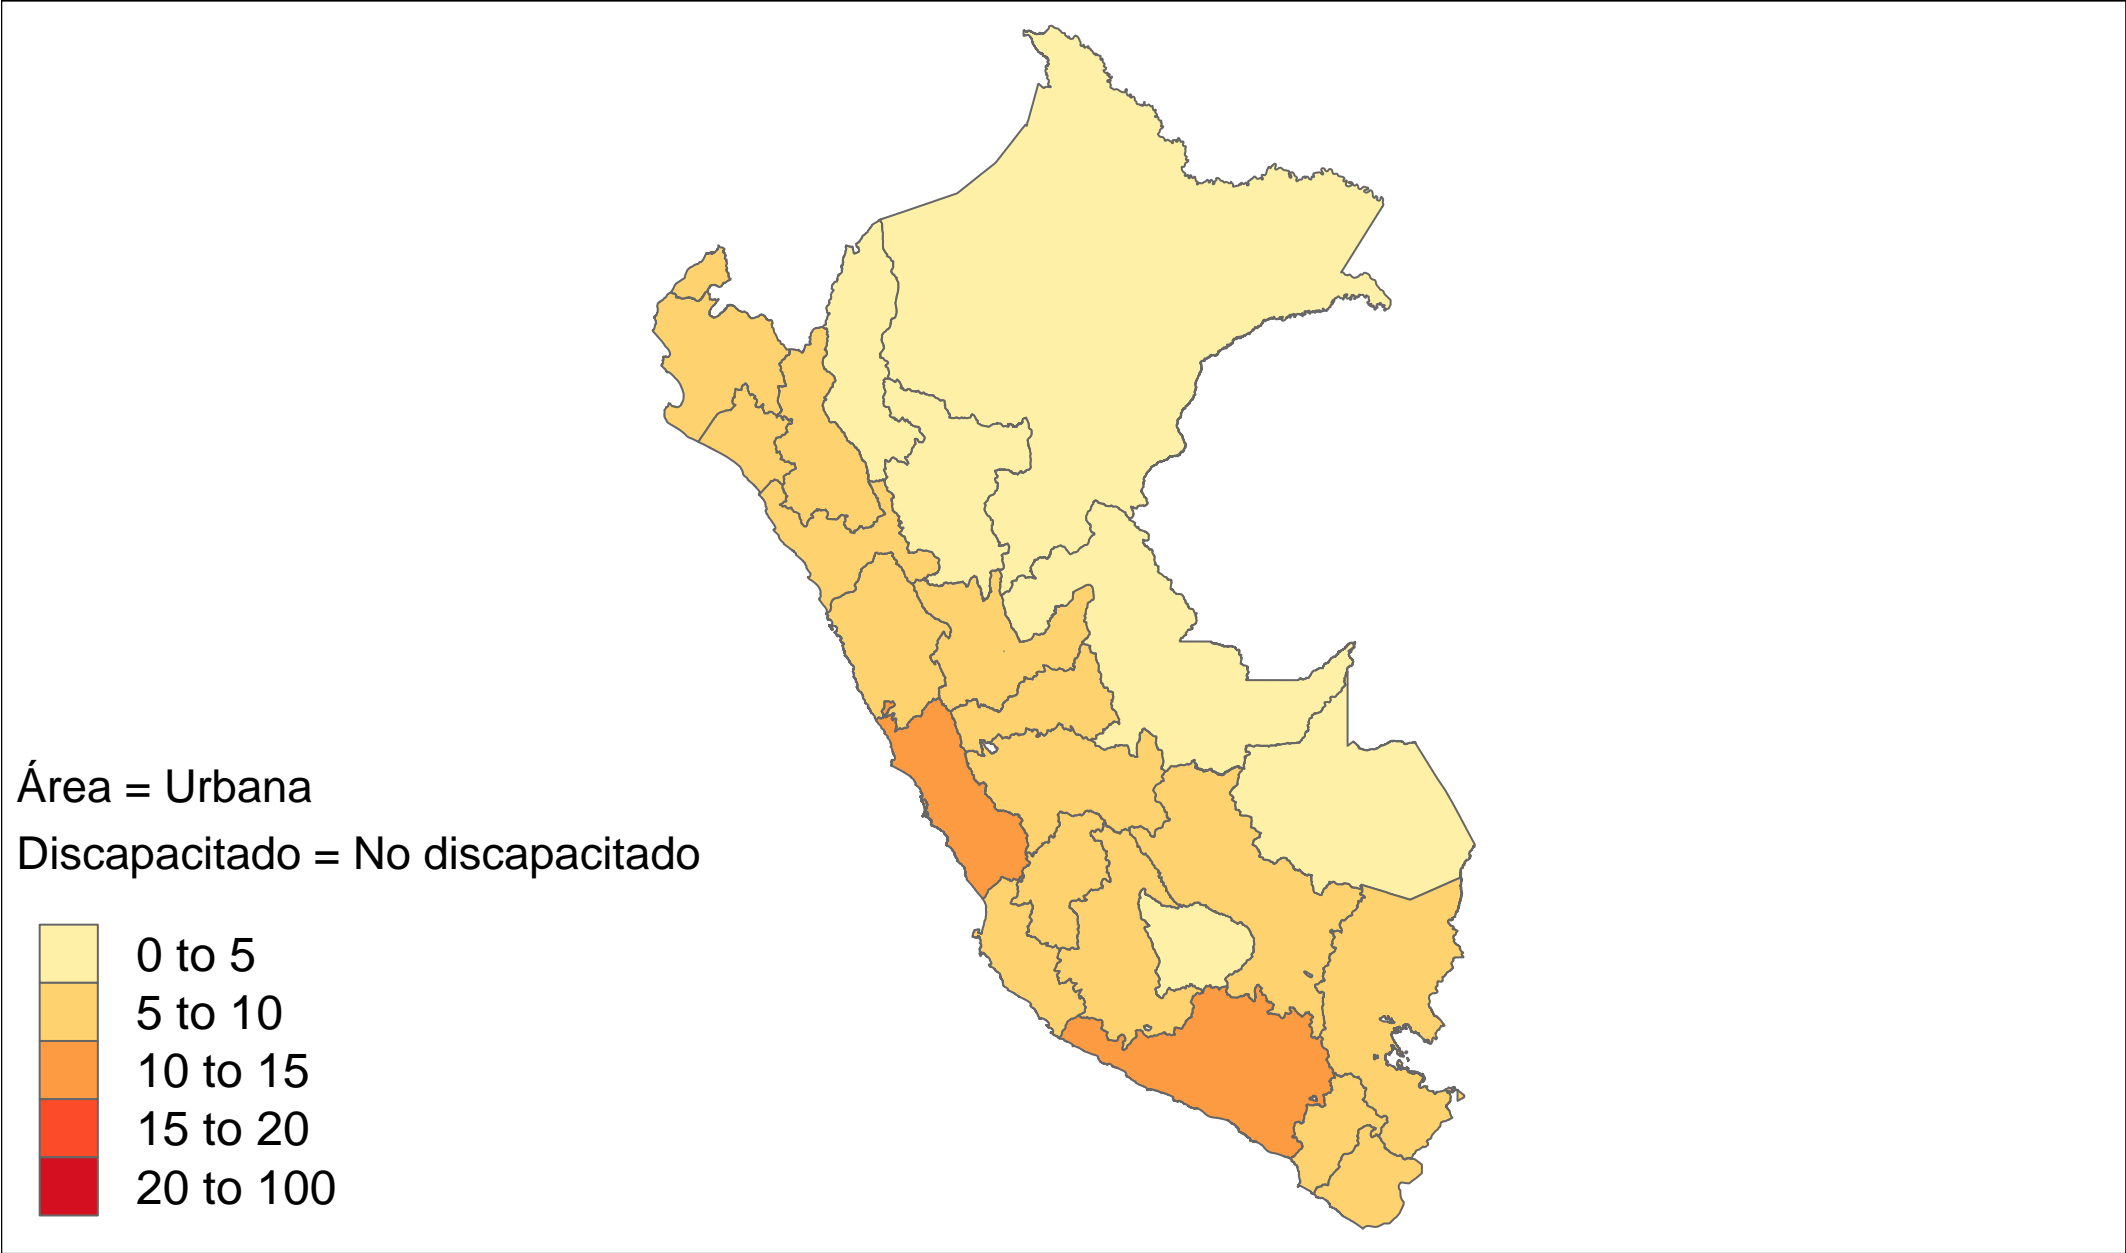 Área = Urbana
Discapacitado = No discapacitado
0 to 5
5 to 10
10 to 15
15 to 20
20 to 100